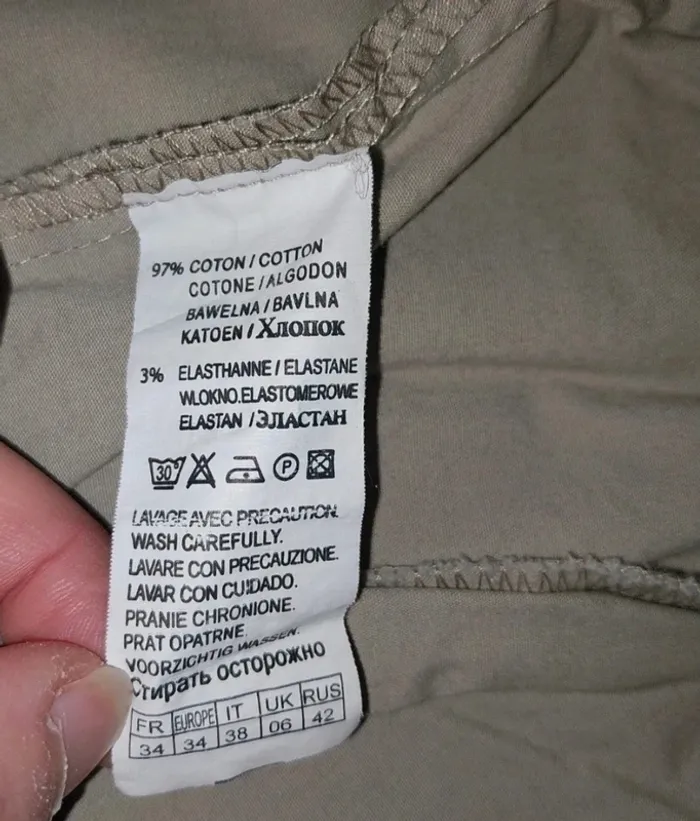 97% COTON / COTTON
COTONE / ALGODON
BAWELNA / BAVLNA
KATOEN / Хлопок
3% ELASTHANNE / ELASTANE
WLOKNO.ELASTOMEROWE
ELASTAN / ЭЛАСТАН
30° P
LAVAGE AVEC PRECAUTION.
WASH CAREFULLY.
LAVARE CON PRECAUZIONE.
LAVAR CON CUIDADO.
PRANIE CHRONIONE.
PRAT OPATRNE.
VOORZICHTIG WASSEN.
Стирать осторожно
FR EUROPE IT UK RUS
34 34 38 06 42